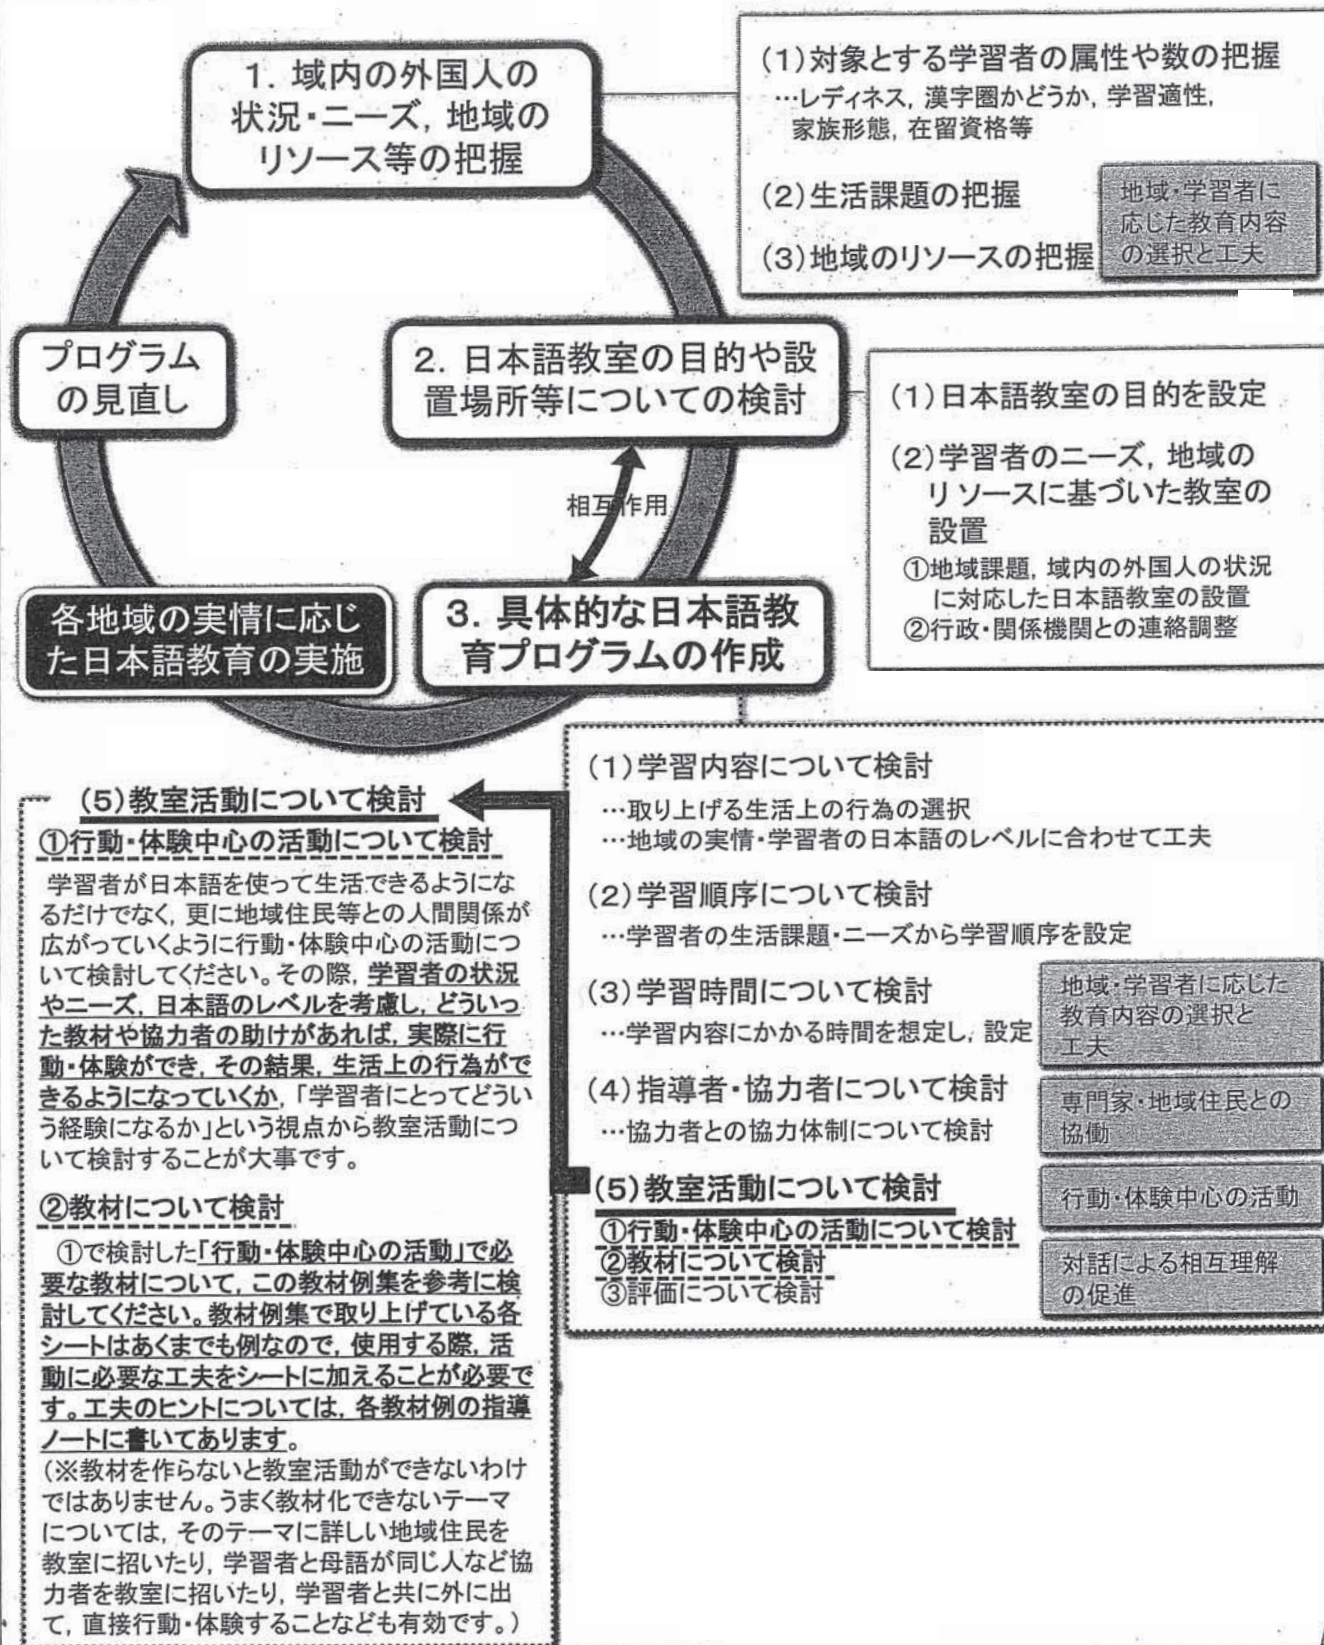 1．域内の外国人の
状況・ニーズ，地域の
リソース等の把握
(1)対象とする学習者の属性や数の把握
…レディネス，漢字圏かどうか，学習適性，
家族形態，在留資格等
(2)生活課題の把握
(3)地域のリソースの把握
地域・学習者に
応じた教育内容
の選択と工夫
プログラム
の見直し
2．日本語教室の目的や設
置場所等についての検討
(1)日本語教室の目的を設定
(2)学習者のニーズ，地域の
リソースに基づいた教室の
設置
①地域課題，域内の外国人の状況
に対応した日本語教室の設置
②行政・関係機関との連絡調整
相互作用
各地域の実情に応じ
た日本語教育の実施
3．具体的な日本語教
育プログラムの作成
(1)学習内容について検討
…取り上げる生活上の行為の選択
…地域の実情・学習者の日本語のレベルに合わせて工夫
(2)学習順序について検討
…学習者の生活課題・ニーズから学習順序を設定
(3)学習時間について検討
…学習内容にかかる時間を想定し，設定
地域・学習者に応じた
教育内容の選択と
工夫
(4)指導者・協力者について検討
…協力者との協力体制について検討
専門家・地域住民との
協働
(5)教室活動について検討
①行動・体験中心の活動について検討
②教材について検討
③評価について検討
行動・体験中心の活動
対話による相互理解
の促進
(5)教室活動について検討
①行動・体験中心の活動について検討
学習者が日本語を使って生活できるようにな
るだけでなく，更に地域住民等との人間関係が
広がっていくように行動・体験中心の活動につ
いて検討してください。その際，学習者の状況
やニーズ，日本語のレベルを考慮し，どういっ
た教材や協力者の助けがあれば，実際に行
動・体験ができ，その結果，生活上の行為がで
きるようになっていくか，「学習者にとってどうい
う経験になるか」という視点から教室活動につ
いて検討することが大事です。
②教材について検討
①で検討した「行動・体験中心の活動」で必
要な教材について，この教材例集を参考に検
討してください。教材例集で取り上げている各
シートはあくまでも例なので，使用する際，活
動に必要な工夫をシートに加えることが必要で
す。工夫のヒントについては，各教材例の指導
ノートに書いてあります。
(※教材を作らないと教室活動ができないわけ
ではありません。うまく教材化できないテーマ
については，そのテーマに詳しい地域住民を
教室に招いたり，学習者と母語が同じ人など協
力者を教室に招いたり，学習者と共に外に出
て，直接行動・体験することなども有効です。)